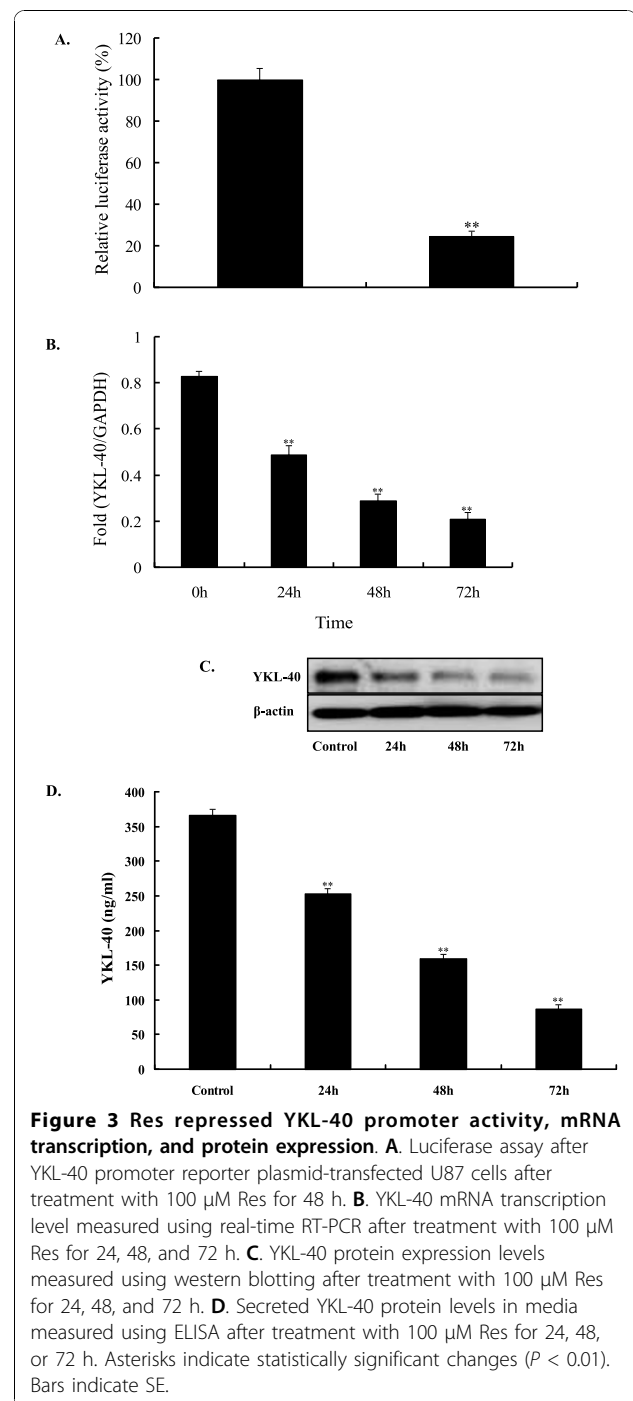 A.
Relative luciferase activity (%)
120
100
80
60
40
20
0
**
B.
Fold (YKL-40/GAPDH)
1
0.8
0.6
0.4
0.2
0
**
**
**
0h 24h 48h 72h
Time
C.
YKL-40
β-actin
Control 24h 48h 72h
D.
YKL-40 (ng/ml)
400
350
300
250
200
150
100
50
0
**
**
**
Control 24h 48h 72h
Figure 3 Res repressed YKL-40 promoter activity, mRNA
transcription, and protein expression. A. Luciferase assay after
YKL-40 promoter reporter plasmid-transfected U87 cells after
treatment with 100 μM Res for 48 h. B. YKL-40 mRNA transcription
level measured using real-time RT-PCR after treatment with 100 μM
Res for 24, 48, and 72 h. C. YKL-40 protein expression levels
measured using western blotting after treatment with 100 μM Res
for 24, 48, and 72 h. D. Secreted YKL-40 protein levels in media
measured using ELISA after treatment with 100 μM Res for 24, 48,
or 72 h. Asterisks indicate statistically significant changes (P < 0.01).
Bars indicate SE.